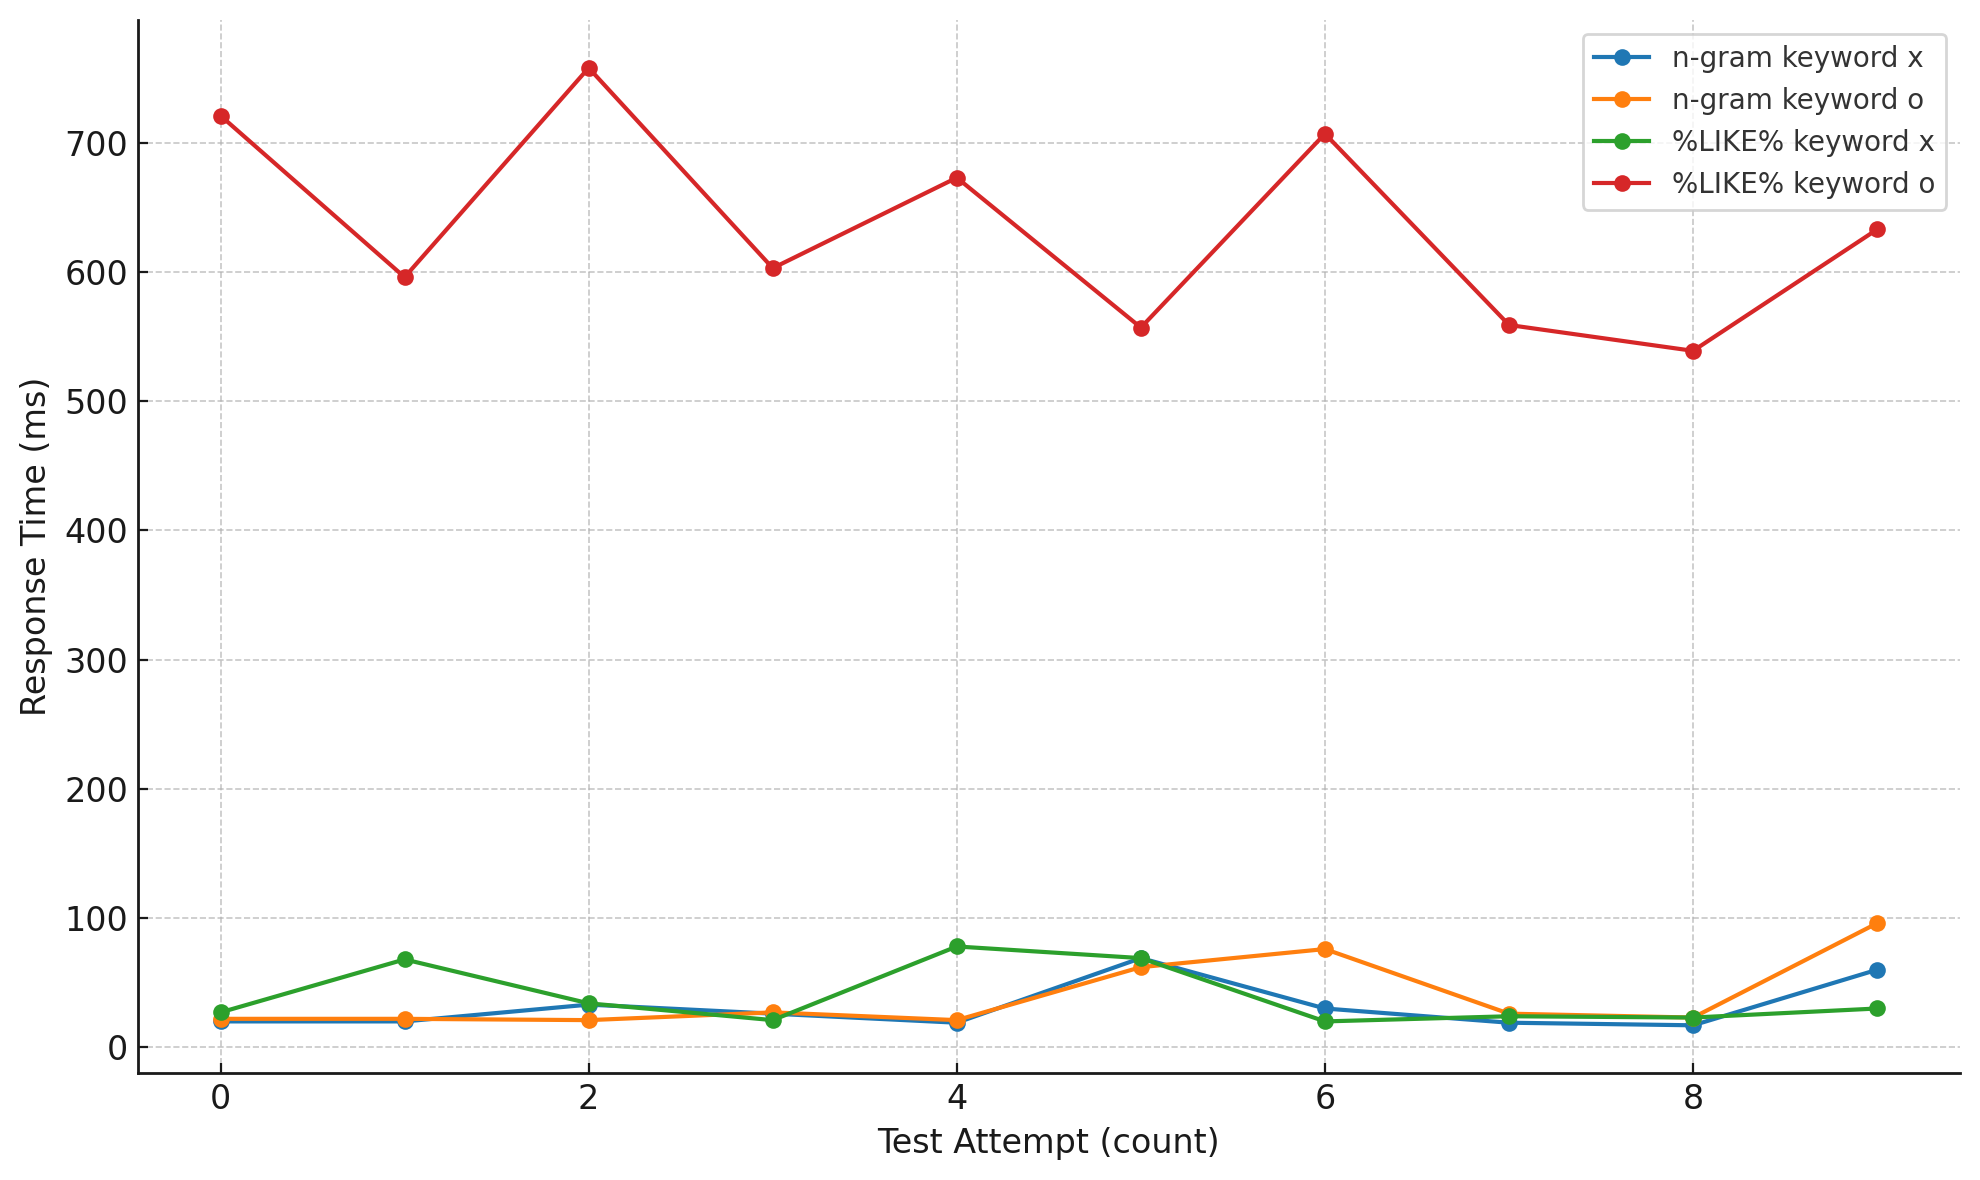 n-gram keyword x
n-gram keyword o
%LIKE% keyword x
%LIKE% keyword o
Response Time (ms)
700
600
500
400
300
200
100
0
0 2 4 6 8
Test Attempt (count)